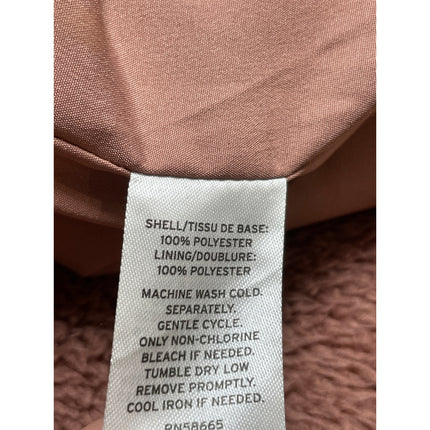 SHELL/TISSU DE BASE:
100% POLYESTER
LINING/DOUBLURE:
100% POLYESTER
MACHINE WASH COLD.
SEPARATELY.
GENTLE CYCLE.
ONLY NON-CHLORINE
BLEACH IF NEEDED.
TUMBLE DRY LOW
REMOVE PROMPTLY.
COOL IRON IF NEEDED.
RN58665